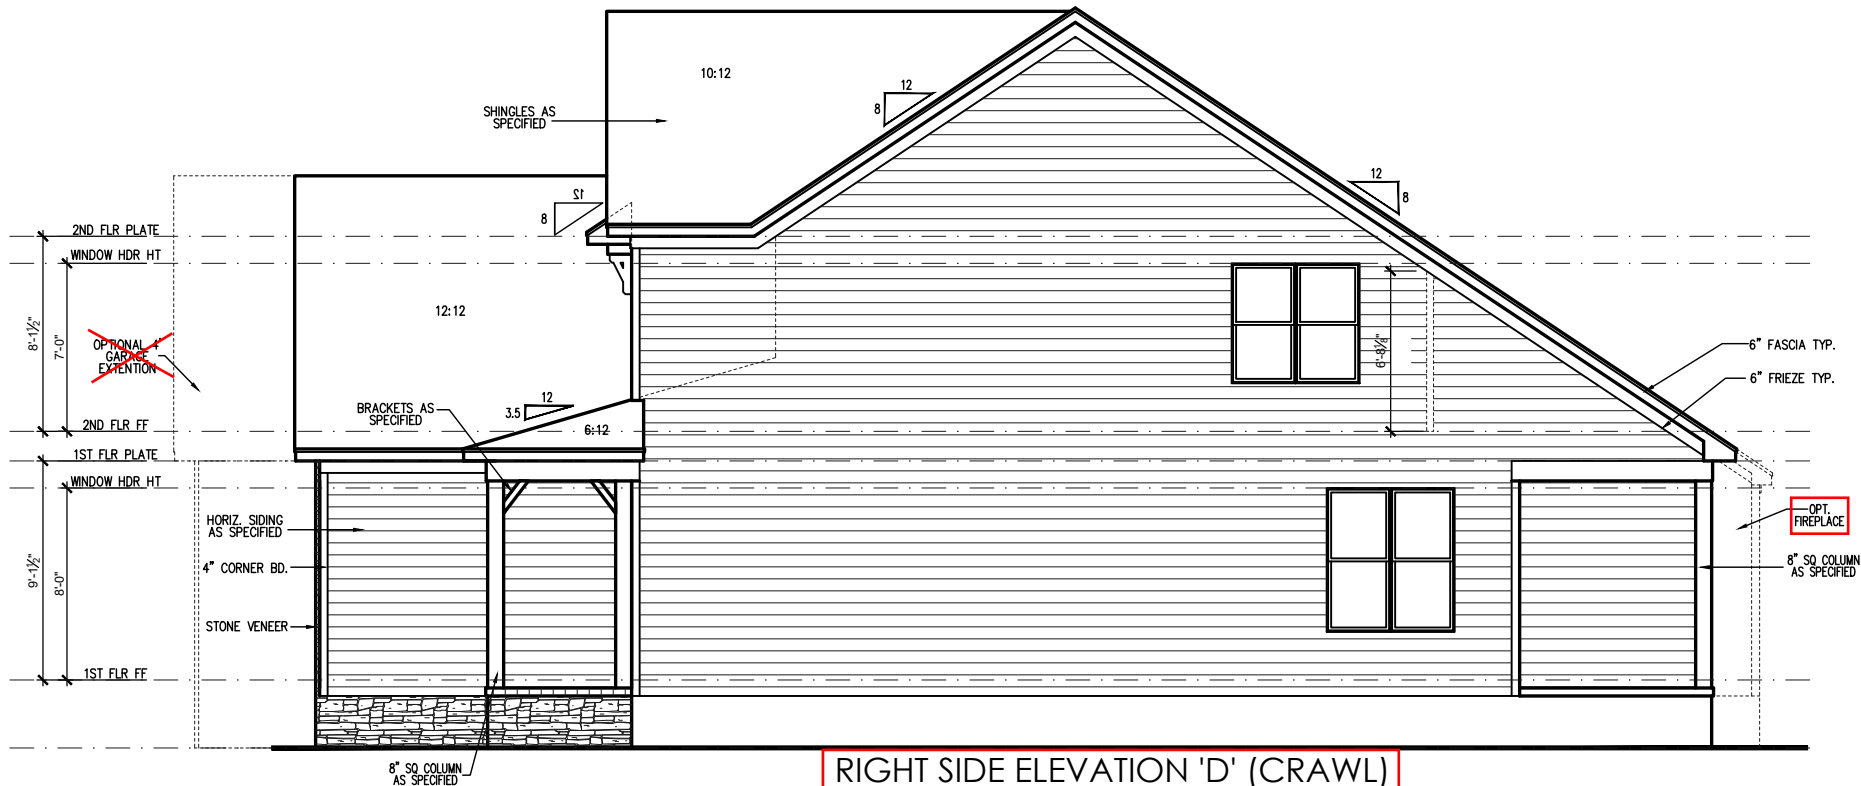 10:12
12
8
SHINGLES AS
SPECIFIED
12
8
12
8
2ND FLR PLATE
WINDOW HDR HT
12:12
8'-1½"
7'-0"
OPTIONAL 4'
GARAGE
EXTENTION
6'-8⅛"
6" FASCIA TYP.
6" FRIEZE TYP.
12
3.5
BRACKETS AS
SPECIFIED
6:12
2ND FLR FF
1ST FLR PLATE
WINDOW HDR HT
HORIZ. SIDING
AS SPECIFIED
OPT.
FIREPLACE
4" CORNER BD.
8" SQ COLUMN
AS SPECIFIED
9'-1½"
8'-0"
STONE VENEER
1ST FLR FF
8" SQ COLUMN
AS SPECIFIED
RIGHT SIDE ELEVATION 'D' (CRAWL)